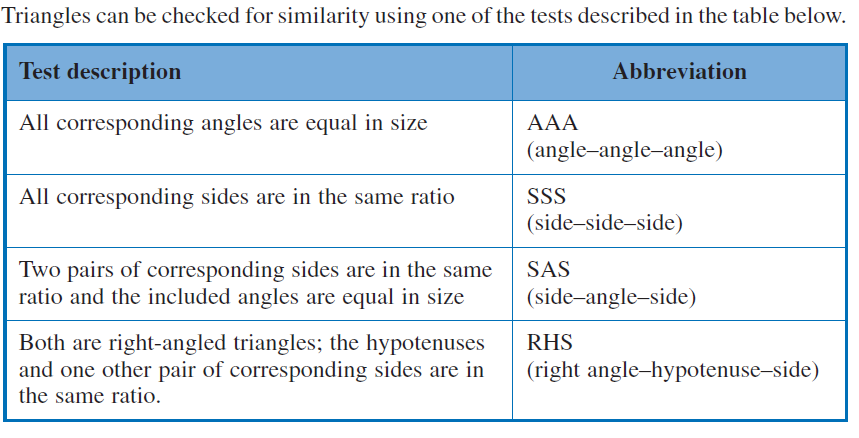 Triangles can be checked for similarity using one of the tests described in the table below.
Test description
Abbreviation
All corresponding angles are equal in size
AAA
(angle–angle–angle)
All corresponding sides are in the same ratio
SSS
(side–side–side)
Two pairs of corresponding sides are in the same
ratio and the included angles are equal in size
SAS
(side–angle–side)
Both are right-angled triangles; the hypotenuses
and one other pair of corresponding sides are in
the same ratio.
RHS
(right angle–hypotenuse–side)